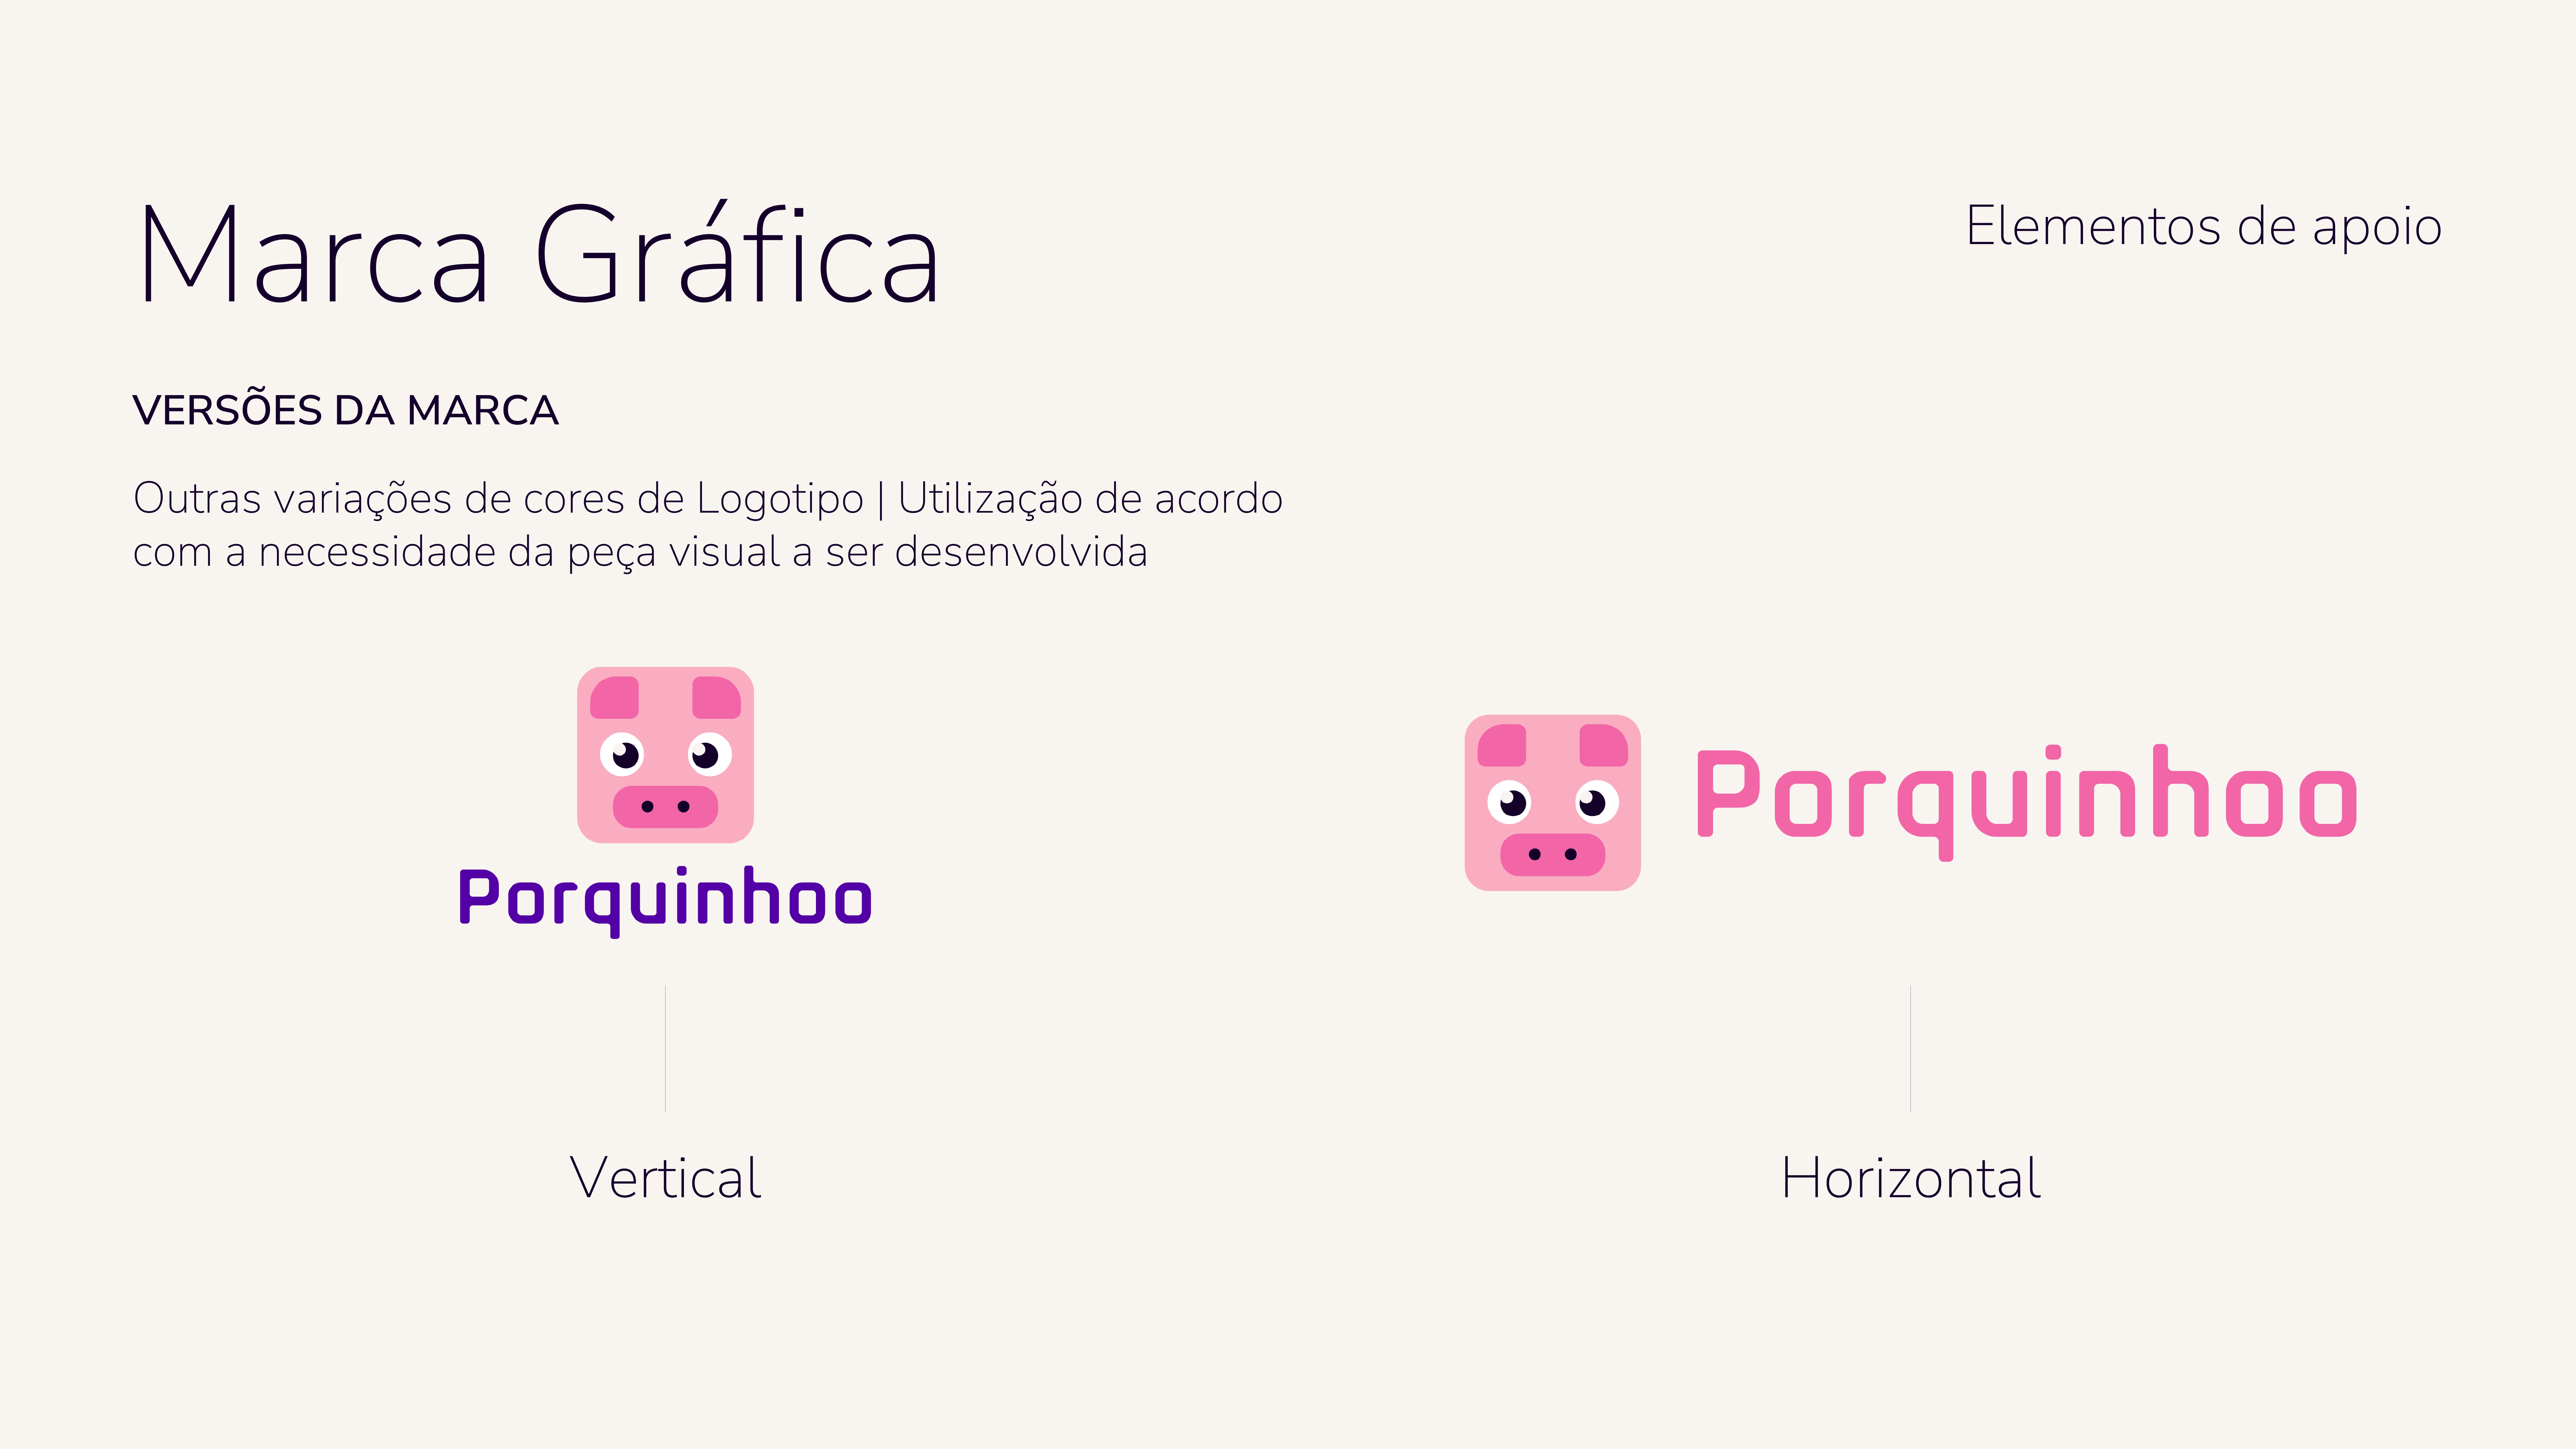 Marca Gráfica
Elementos de apoio
VERSÕES DA MARCA
Outras variações de cores de Logotipo | Utilização de acordo
com a necessidade da peça visual a ser desenvolvida
Porquinhoo
Porquinhoo
Vertical
Horizontal